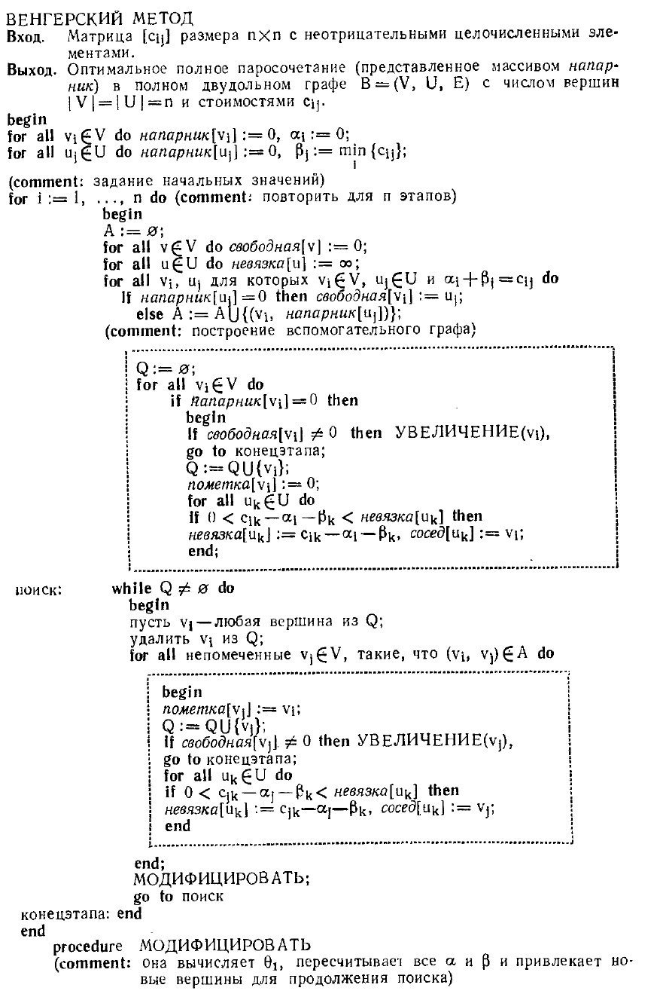 ВЕНГЕРСКИЙ МЕТОД
Вход. Матрица [cᵢⱼ] размера n×n с неотрицательными целочисленными эле-
ментами.
Выход. Оптимальное полное паросочетание (представленное массивом напар-
ник) в полном двудольном графе B = (V, U, E) с числом вершин
|V|=|U|=n и стоимостями cᵢⱼ.
begin
for all vᵢ∈V do напарник[vᵢ] := 0, αᵢ := 0;
for all uⱼ∈U do напарник[uⱼ] := 0, βⱼ := min {cᵢⱼ};
i
(comment: задание начальных значений)
for i := 1, ..., n do (comment: повторить для n этапов)
begin
A := ∅;
for all v∈V do свободная[v] := 0;
for all u∈U do невязка[u] := ∞;
for all vᵢ, uⱼ для которых vᵢ∈V, uⱼ∈U и αᵢ+βⱼ=cᵢⱼ do
if напарник[uⱼ]=0 then свободная[vᵢ] := uⱼ;
else A := A∪{(vᵢ, напарник[uⱼ])};
(comment: построение вспомогательного графа)
Q := ∅;
for all vᵢ∈V do
if напарник[vᵢ]=0 then
begin
if свободная[vᵢ] ≠ 0 then УВЕЛИЧЕНИЕ(vᵢ),
go to конецэтапа;
Q := Q∪{vᵢ};
пометка[vᵢ] := 0;
for all uₖ∈U do
if 0 < cᵢₖ—αᵢ—βₖ < невязка[uₖ] then
невязка[uₖ] := cᵢₖ—αᵢ—βₖ, сосед[uₖ] := vᵢ;
end;
поиск: while Q ≠ ∅ do
begin
пусть vᵢ—любая вершина из Q;
удалить vᵢ из Q;
for all непомеченные vⱼ∈V, такие, что (vᵢ, vⱼ)∈A do
begin
пометка[vⱼ] := vᵢ;
Q := Q∪{vⱼ};
if свободная[vⱼ] ≠ 0 then УВЕЛИЧЕНИЕ(vⱼ),
go to конецэтапа;
for all uₖ∈U do
if 0 < cⱼₖ—αⱼ—βₖ< невязка[uₖ] then
невязка[uₖ] := cⱼₖ—αⱼ—βₖ, сосед[uₖ] := vⱼ;
end
end;
МОДИФИЦИРОВАТЬ;
go to поиск
конецэтапа: end
end
procedure МОДИФИЦИРОВАТЬ
(comment: она вычисляет θ₁, пересчитывает все α и β и привлекает но-
вые вершины для продолжения поиска)